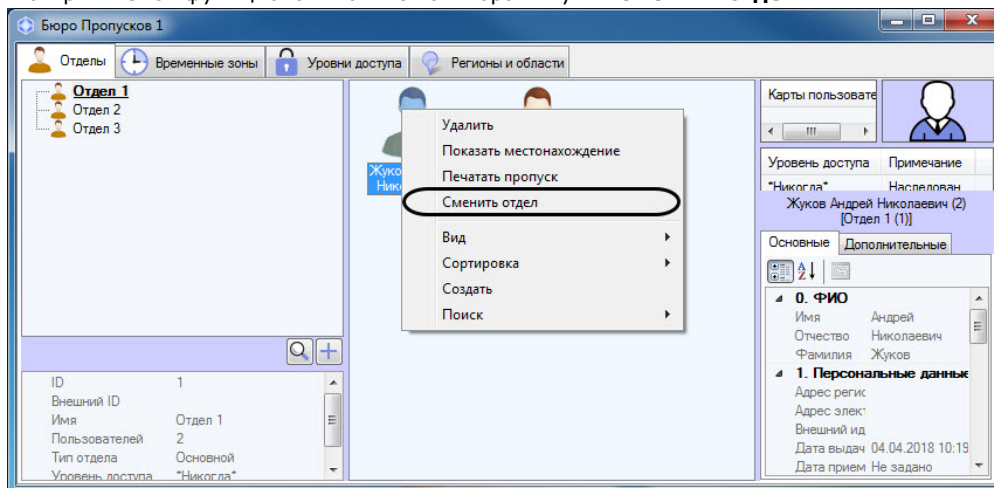 Бюро Пропусков 1
Отделы Временные зоны Уровни доступа Регионы и области
Отдел 1
Отдел 2
Отдел 3
Удалить
Показать местонахождение
Печатать пропуск
Сменить отдел
Вид
Сортировка
Создать
Поиск
Карты пользовате
Уровень доступа Примечание
*Никогда* Наследован
Жуков Андрей Николаевич (2)
[Отдел 1 (1)]
Основные Дополнительные
0. ФИО
Имя Андрей
Отчество Николаевич
Фамилия Жуков
1. Персональные данные
Адрес регис
Адрес элект
Внешний ид
Дата выдач 04.04.2018 10:19
Дата прием Не задано
ID 1
Внешний ID
Имя Отдел 1
Пользователей 2
Тип отдела Основной
Уровень доступа *Никогда*